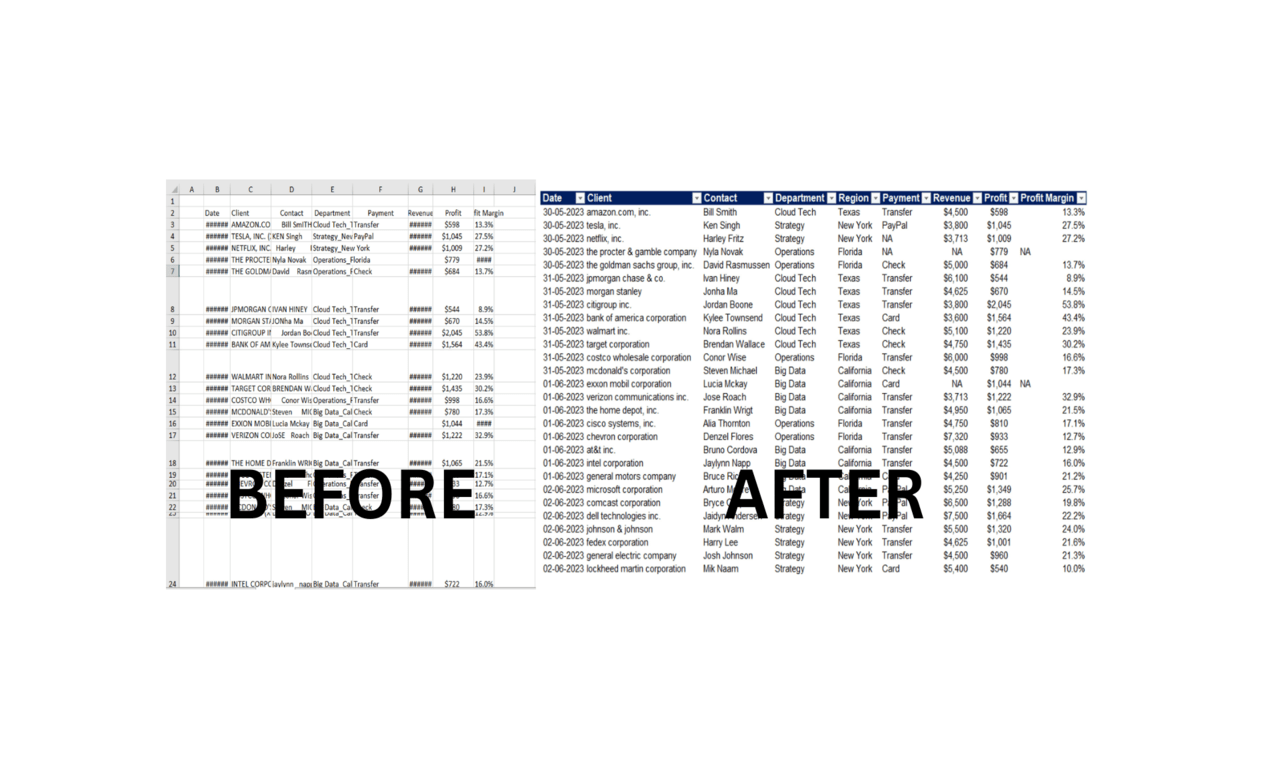 A B C D E F G H I J
1
2 Date Client Contact Department Payment Revenue Profit fit Margin
3 ###### AMAZON.CO Bill SmitH Cloud Tech_T Transfer ###### $598 13.3%
4 ###### TESLA, INC. ( KEN Singh Strategy_Nev PayPal ###### $1,045 27.5%
5 ###### NETFLIX, INC. Harley Strategy_New York ###### $1,009 27.2%
6 ###### THE PROCTE Nyla Novak Operations_Florida $779 ####
7 ###### THE GOLDM David Rasm Operations_F Check ###### $684 13.7%
8 ###### JPMORGAN C IVAN HINEY Cloud Tech_T Transfer ###### $544 8.9%
9 ###### MORGAN STA JONha Ma Cloud Tech_T Transfer ###### $670 14.5%
10 ###### CITIGROUP I Jordan Bo Cloud Tech_T Transfer ###### $2,045 53.8%
11 ###### BANK OF AM Kylee Towns Cloud Tech_T Card ###### $1,564 43.4%
12 ###### WALMART IN Nora Rollins Cloud Tech_T Check ###### $1,220 23.9%
13 ###### TARGET COR BRENDAN W Cloud Tech_T Check ###### $1,435 30.2%
14 ###### COSTCO WH Conor Wis Operations_F Transfer ###### $998 16.6%
15 ###### MCDONALD' Steven MIC Big Data_Cal Check ###### $780 17.3%
16 ###### EXXON MOBI Lucia Mckay Big Data_Cal Card $1,044 ####
17 ###### VERIZON CO JoSE Roach Big Data_Cal Transfer ###### $1,222 32.9%
18 ###### THE HOME D Franklin WRI Big Data_Cal Transfer ###### $1,065 21.5%
19 ###### 17.1%
20 ###### 12.7%
21 ###### 16.6%
22 ###### 17.3%
24 ###### INTEL CORPC Jaylynn _nap Big Data_Cal Transfer ###### $722 16.0%
BEFORE
Date Client Contact Department Region Payment Revenue Profit Profit Margin
30-05-2023 amazon.com, inc. Bill Smith Cloud Tech Texas Transfer $4,500 $598 13.3%
30-05-2023 tesla, inc. Ken Singh Strategy New York PayPal $3,800 $1,045 27.5%
30-05-2023 netflix, inc. Harley Fritz Strategy New York NA $3,713 $1,009 27.2%
30-05-2023 the procter & gamble company Nyla Novak Operations Florida NA NA $779 NA
30-05-2023 the goldman sachs group, inc. David Rasmussen Operations Florida Check $5,000 $684 13.7%
31-05-2023 jpmorgan chase & co. Ivan Hiney Cloud Tech Texas Transfer $6,100 $544 8.9%
31-05-2023 morgan stanley Jonha Ma Cloud Tech Texas Transfer $4,625 $670 14.5%
31-05-2023 citigroup inc. Jordan Boone Cloud Tech Texas Transfer $3,800 $2,045 53.8%
31-05-2023 bank of america corporation Kylee Townsend Cloud Tech Texas Card $3,600 $1,564 43.4%
31-05-2023 walmart inc. Nora Rollins Cloud Tech Texas Check $5,100 $1,220 23.9%
31-05-2023 target corporation Brendan Wallace Cloud Tech Texas Check $4,750 $1,435 30.2%
31-05-2023 costco wholesale corporation Conor Wise Operations Florida Transfer $6,000 $998 16.6%
31-05-2023 mcdonald's corporation Steven Michael Big Data California Check $4,500 $780 17.3%
01-06-2023 exxon mobil corporation Lucia Mckay Big Data California Card NA $1,044 NA
01-06-2023 verizon communications inc. Jose Roach Big Data California Transfer $3,713 $1,222 32.9%
01-06-2023 the home depot, inc. Franklin Wrigt Big Data California Transfer $4,950 $1,065 21.5%
01-06-2023 cisco systems, inc. Alia Thornton Operations Florida Transfer $4,750 $810 17.1%
01-06-2023 chevron corporation Denzel Flores Operations Florida Transfer $7,320 $933 12.7%
01-06-2023 at&t inc. Bruno Cordova Big Data California Transfer $5,088 $655 12.9%
01-06-2023 intel corporation Jaylynn Napp Big Data California Transfer $4,500 $722 16.0%
01-06-2023 general motors company Bruce Big Data California $4,250 $901 21.2%
02-06-2023 microsoft corporation Arturo Big Data California $5,250 $1,349 25.7%
02-06-2023 comcast corporation Bryce Strategy New York $6,500 $1,288 19.8%
02-06-2023 dell technologies inc. Strategy New York PayPal $7,500 $1,664 22.2%
02-06-2023 johnson & johnson Mark Walm Strategy New York Transfer $5,500 $1,320 24.0%
02-06-2023 fedex corporation Harry Lee Strategy New York Transfer $4,625 $1,001 21.6%
02-06-2023 general electric company Josh Johnson Strategy New York Transfer $4,500 $960 21.3%
02-06-2023 lockheed martin corporation Mik Naam Strategy New York Card $5,400 $540 10.0%
AFTER